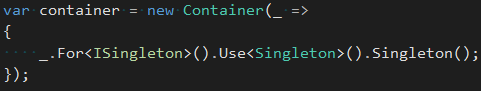 var container = new Container(_ =>
{
    _.For<ISingleton>().Use<Singleton>().Singleton();
});